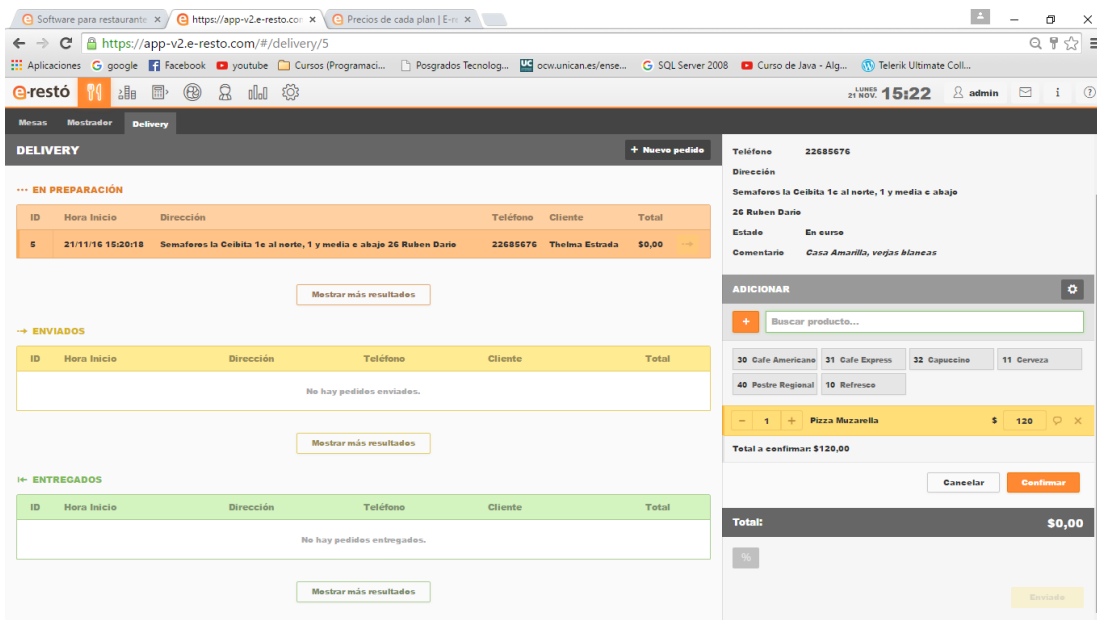 Software para restaurante
https://app-v2.e-resto.con
Precios de cada plan | E-re
https://app-v2.e-resto.com/#/delivery/5
Aplicaciones google Facebook youtube Cursos (Programaci... Posgrados Tecnolog... ocw.unican.es/ense... SQL Server 2008 Curso de Java - Alg... Telerik Ultimate Coll...
e-restó
LUNES 21 NOV. 15:22 admin i ?
Mesas Mostrador Delivery
DELIVERY
+ Nuevo pedido
EN PREPARACIÓN
ID Hora Inicio Dirección Teléfono Cliente Total
5 21/11/16 15:20:18 Semaforos la Ceibita 1c al norte, 1 y media c abajo 26 Ruben Dario 22685676 Thelma Estrada $0,00
Mostrar más resultados
ENVIADOS
ID Hora Inicio Dirección Teléfono Cliente Total
No hay pedidos enviados.
Mostrar más resultados
ENTREGADOS
ID Hora Inicio Dirección Teléfono Cliente Total
No hay pedidos entregados.
Mostrar más resultados
Teléfono 22685676
Dirección
Semaforos la Ceibita 1c al norte, 1 y media c abajo
26 Ruben Dario
Estado En curso
Comentario Casa Amarilla, verjas blancas
ADICIONAR
+ Buscar producto...
30 Cafe Americano 31 Cafe Express 32 Capuccino 11 Cerveza
40 Postre Regional 10 Refresco
- 1 + Pizza Muzarella $ 120
Total a confirmar: $120,00
Cancelar Confirmar
Total: $0,00
%
Enviado